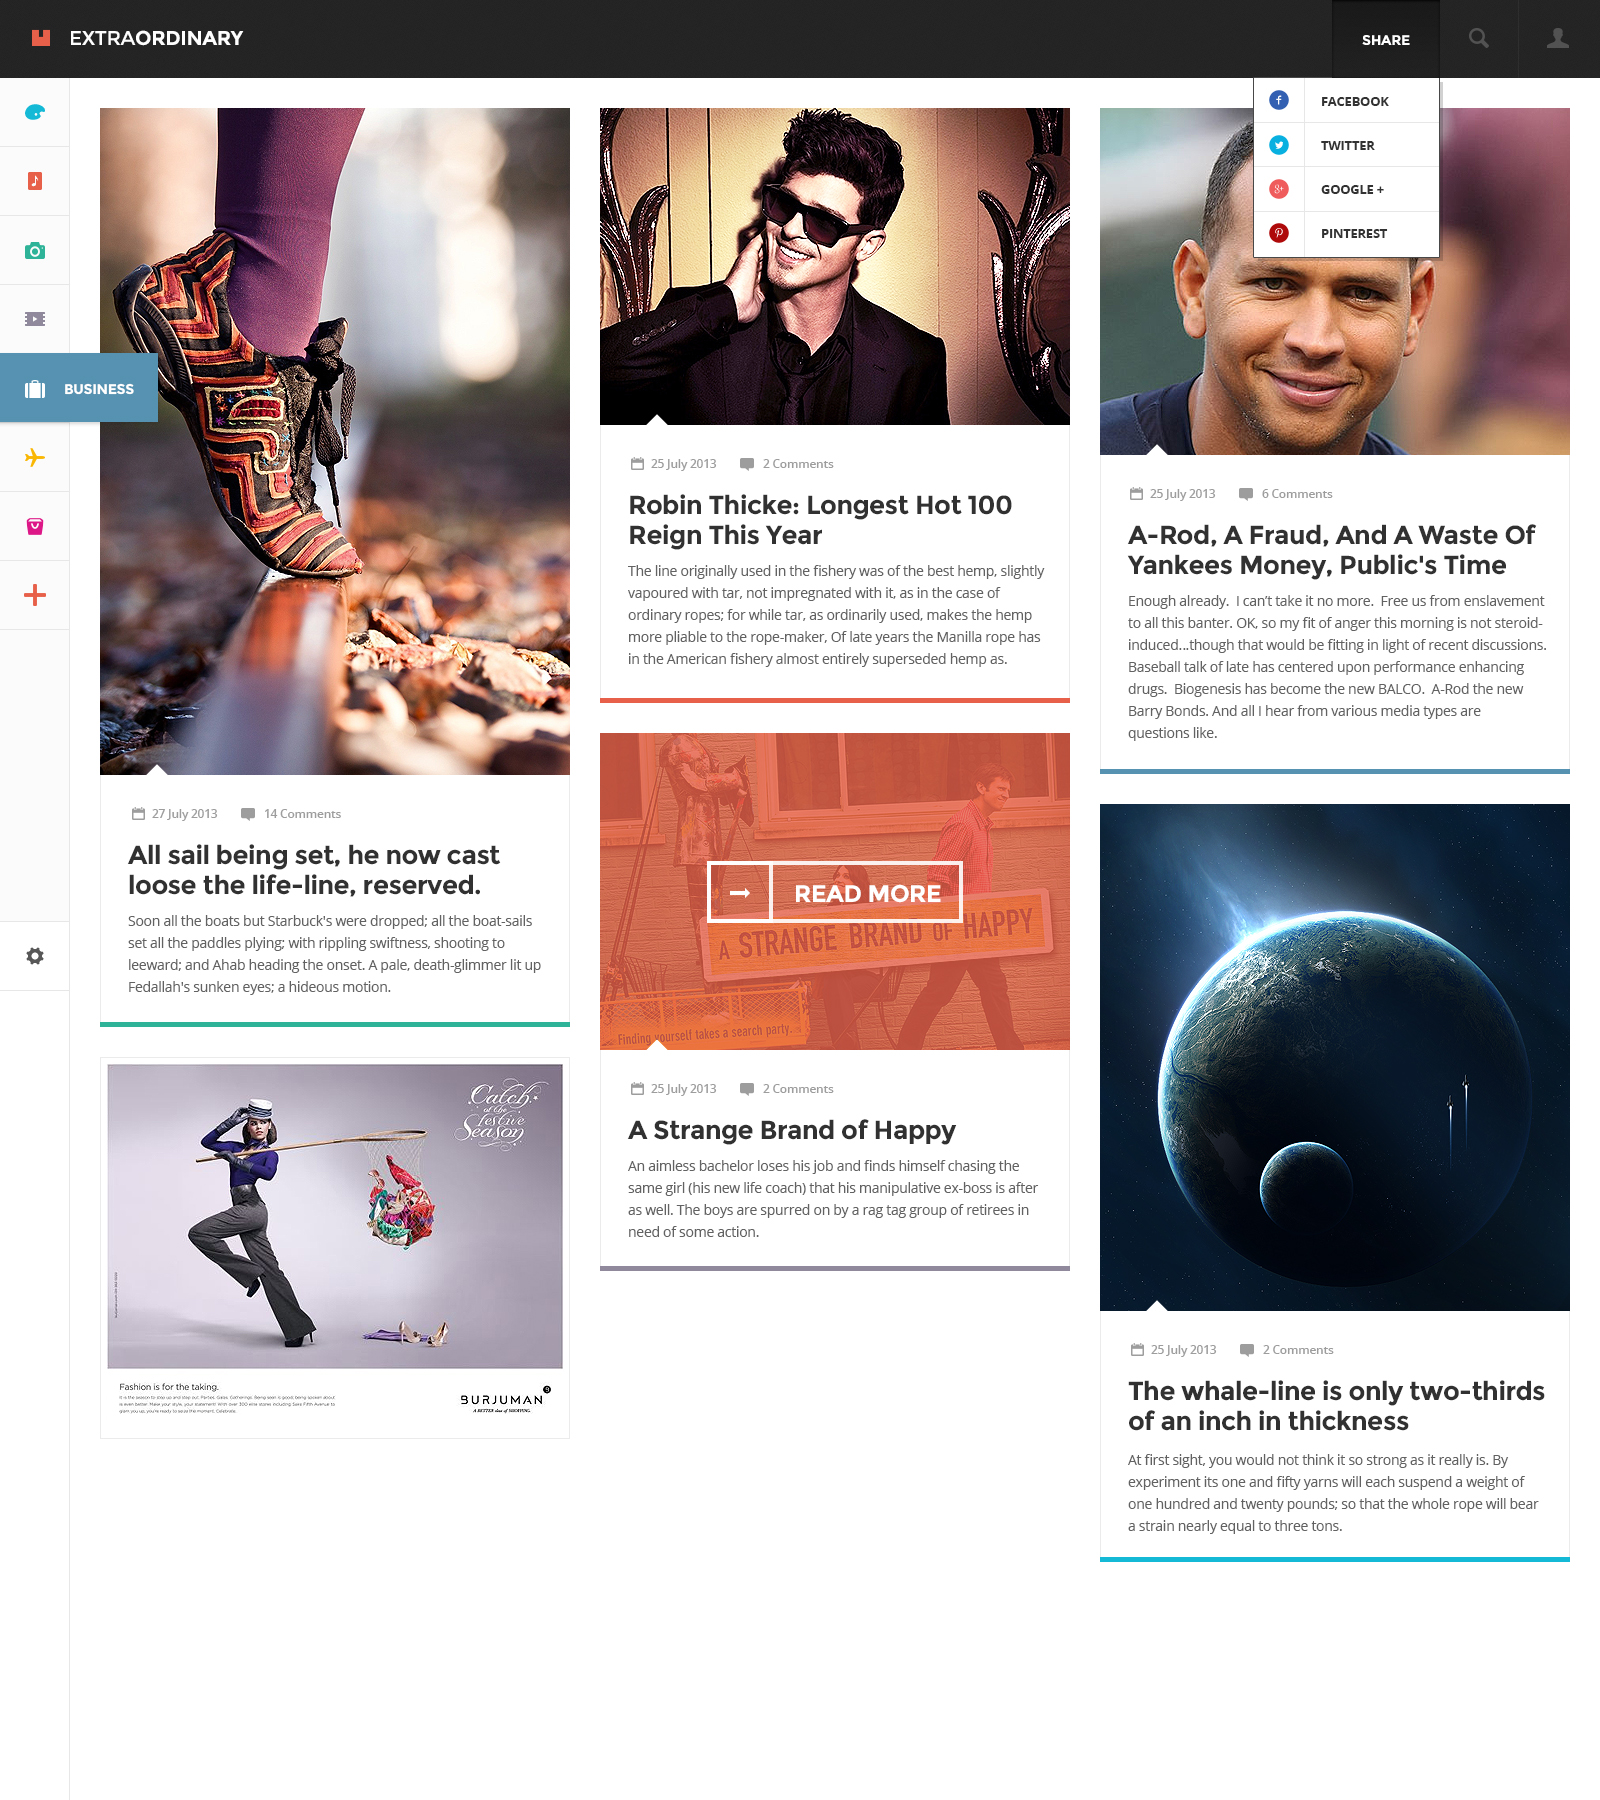 EXTRAORDINARY
SHARE
FACEBOOK
TWITTER
GOOGLE +
PINTEREST
BUSINESS
27 July 2013
14 Comments
All sail being set, he now cast
loose the life-line, reserved.
Soon all the boats but Starbuck's were dropped; all the boat-sails
set all the paddles plying; with rippling swiftness, shooting to
leeward; and Ahab heading the onset. A pale, death-glimmer lit up
Fedallah's sunken eyes; a hideous motion.
Catch
of the
festive
Season
Fashion is for the taking.
BURJUMAN
A BETTER class of SHOPPING.
25 July 2013
2 Comments
Robin Thicke: Longest Hot 100
Reign This Year
The line originally used in the fishery was of the best hemp, slightly
vapoured with tar, not impregnated with it, as in the case of
ordinary ropes; for while tar, as ordinarily used, makes the hemp
more pliable to the rope-maker, Of late years the Manilla rope has
in the American fishery almost entirely superseded hemp as.
READ MORE
A STRANGE BRAND OF HAPPY
Finding yourself takes a search party.
25 July 2013
2 Comments
A Strange Brand of Happy
An aimless bachelor loses his job and finds himself chasing the
same girl (his new life coach) that his manipulative ex-boss is after
as well. The boys are spurred on by a rag tag group of retirees in
need of some action.
25 July 2013
6 Comments
A-Rod, A Fraud, And A Waste Of
Yankees Money, Public's Time
Enough already.  I can't take it no more.  Free us from enslavement
to all this banter. OK, so my fit of anger this morning is not steroid-
induced...though that would be fitting in light of recent discussions.
Baseball talk of late has centered upon performance enhancing
drugs.  Biogenesis has become the new BALCO.  A-Rod the new
Barry Bonds. And all I hear from various media types are
questions like.
25 July 2013
2 Comments
The whale-line is only two-thirds
of an inch in thickness
At first sight, you would not think it so strong as it really is. By
experiment its one and fifty yarns will each suspend a weight of
one hundred and twenty pounds; so that the whole rope will bear
a strain nearly equal to three tons.